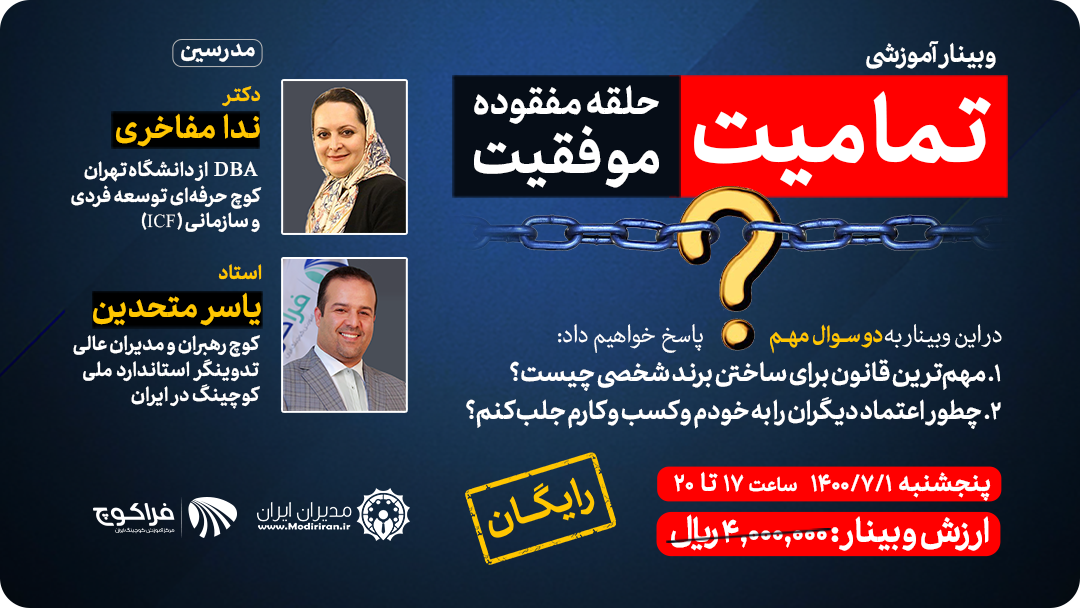 وبینار آموزشی
تمامیت
حلقه مفقوده
موفقیت
در این وبینار به دو سوال مهم پاسخ خواهیم داد:
۱. مهم‌ترین قانون برای ساختن برند شخصی چیست؟
۲. چطور اعتماد دیگران را به خودم و کسب و کارم جلب کنم؟
پنجشنبه ۱۴۰۰/۷/۱ ساعت ۱۷ تا ۲۰
ارزش وبینار: ۴,۰۰۰,۰۰۰ ریال
رایگان
مدرسین
دکتر
ندا مفاخری
DBA از دانشگاه تهران
کوچ حرفه‌ای توسعه فردی
و سازمانی (ICF)
استاد
یاسر متحدین
کوچ رهبران و مدیران عالی
تدوینگر استاندارد ملی
کوچینگ در ایران
مدیران ایران
www.Modiriran.ir
فراکوچ
مرکز آموزش کوچینگ ایران